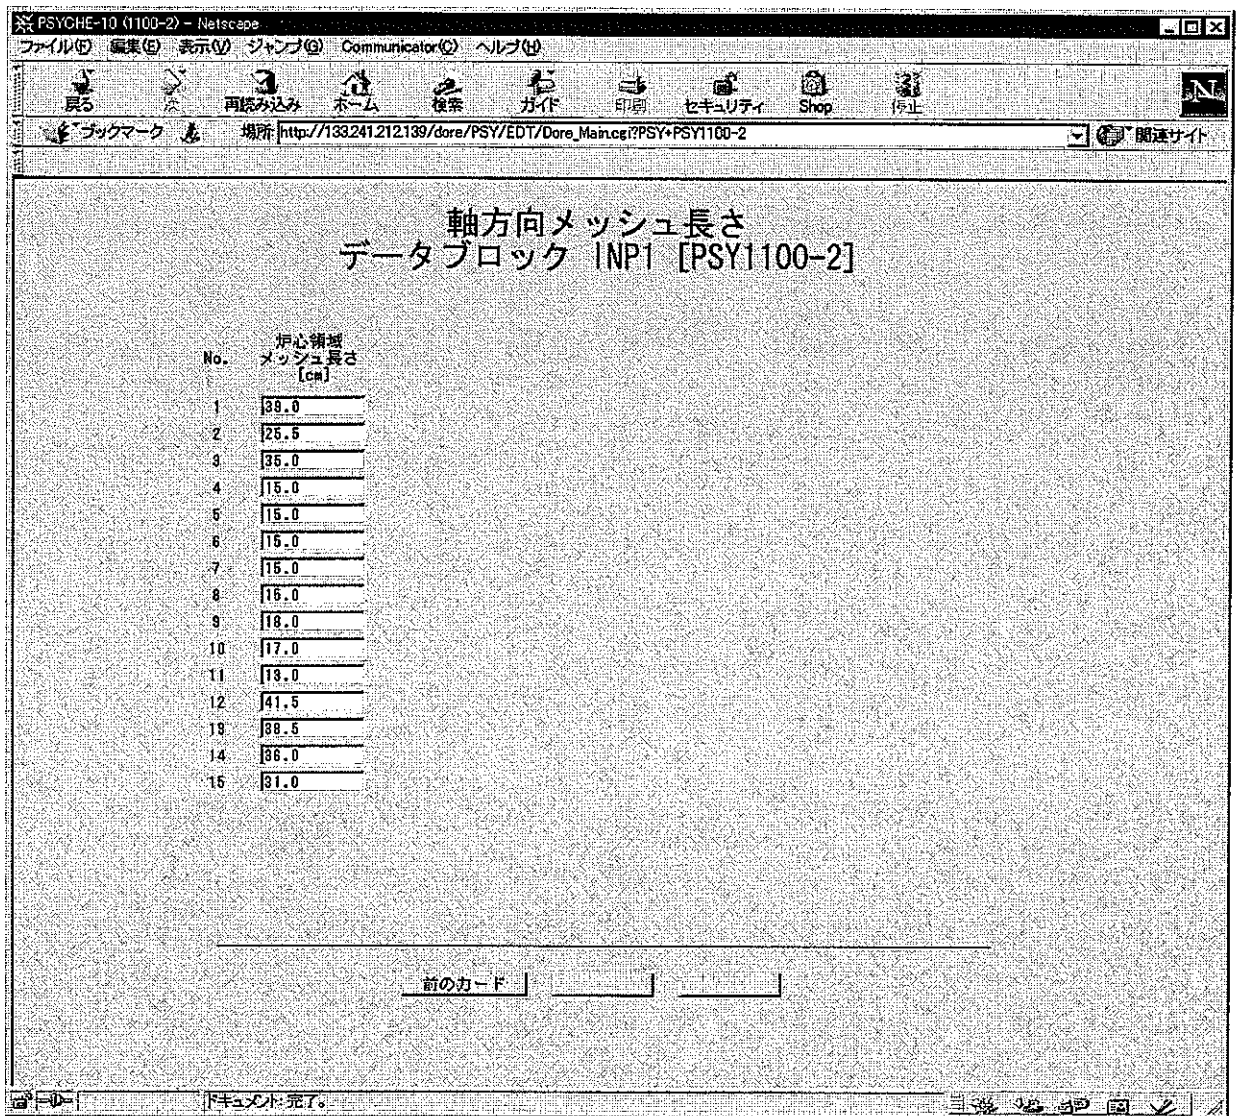 PSYCHE-10 (1100-2) - Netscape
ファイル(F) 編集(E) 表示(V) ジャンプ(G) Communicator(C) ヘルプ(H)
戻る 次 再読み込み ホーム 検索 ガイド 印刷 セキュリティ Shop 停止
ブックマーク 場所: http://133.241.212.139/dore/PSY/EDT/Dore_Main.cgi?PSY+PSY1100-2 関連サイト
軸方向メッシュ長さ
データブロック INP1 [PSY1100-2]
炉心領域
No. メッシュ長さ
[cm]
1 39.0
2 25.5
3 35.0
4 15.0
5 15.0
6 15.0
7 15.0
8 16.0
9 18.0
10 17.0
11 13.0
12 41.5
13 38.5
14 36.0
15 31.0
前のカード
ドキュメント: 完了。